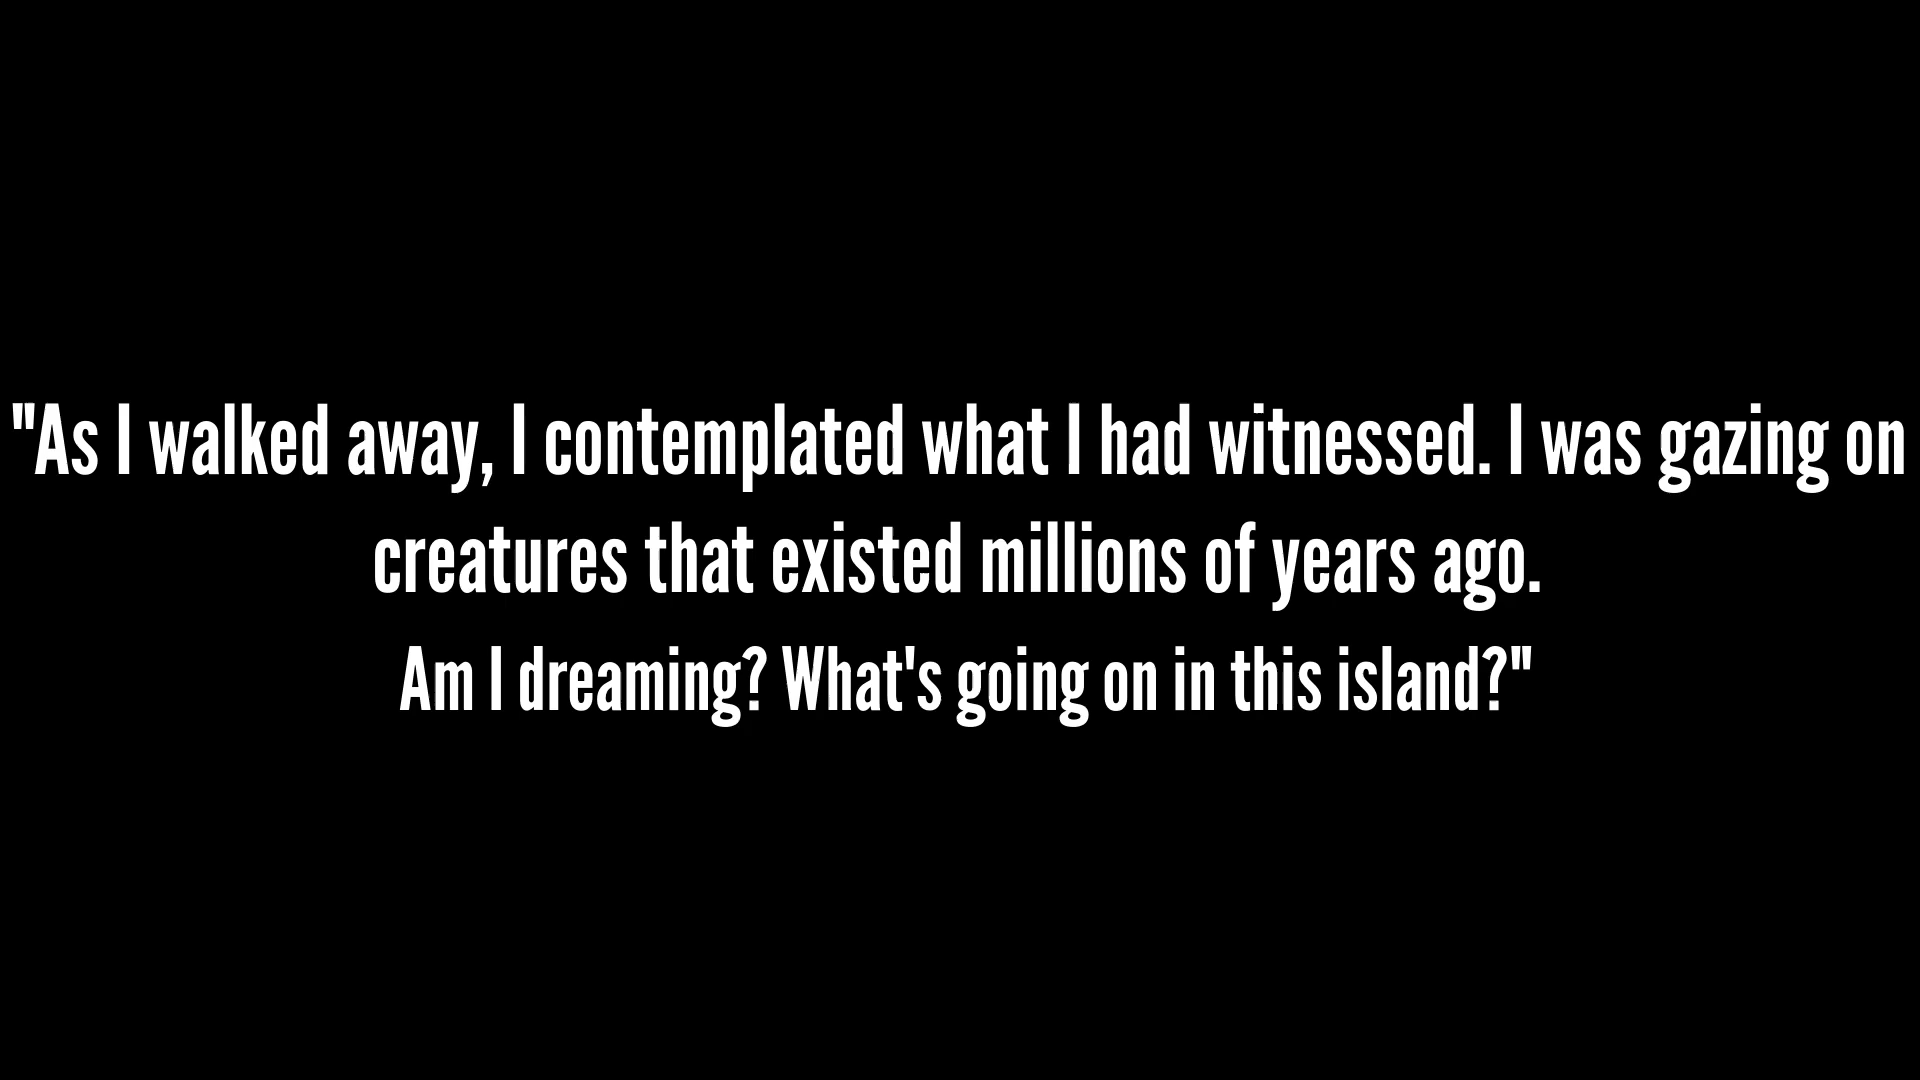 "As I walked away, I contemplated what I had witnessed. I was gazing on
creatures that existed millions of years ago.
Am I dreaming? What's going on in this island?"